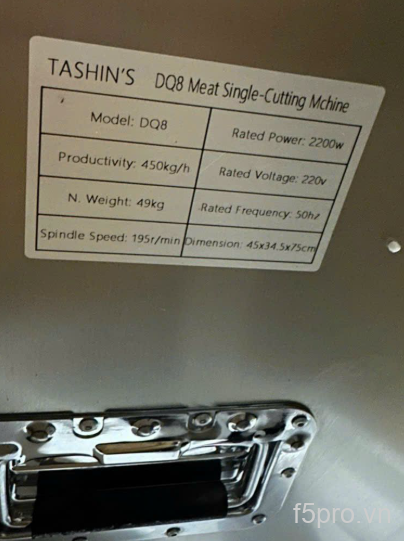 TASHIN'S DQ8 Meat Single-Cutting Mchine
Model: DQ8 Rated Power: 2200w
Productivity: 450kg/h Rated Voltage: 220v
N. Weight: 49kg Rated Frequency: 50hz
Spindle Speed: 195r/min Dimension: 45x34.5x75cm
f5pro.vn